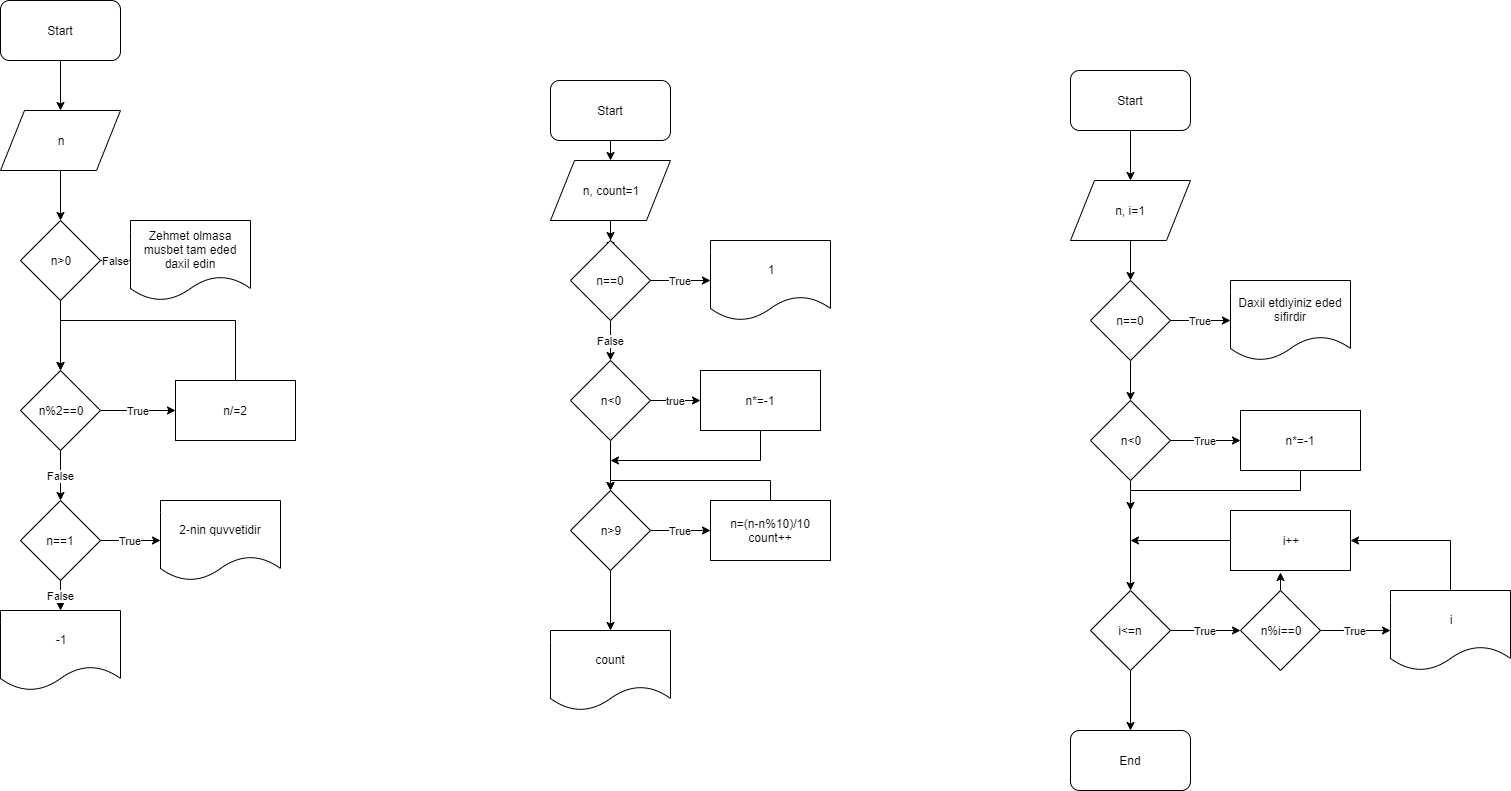 Start
n
n>0
False
Zehmet olmasa
musbet tam eded
daxil edin
n%2==0
True
n/=2
False
n==1
True
2-nin quvvetidir
False
-1
Start
n, count=1
n==0
True
1
False
n<0
true
n*=-1
n>9
True
n=(n-n%10)/10
count++
count
Start
n, i=1
n==0
True
Daxil etdiyiniz eded
sifirdir
n<0
True
n*=-1
i++
i<=n
True
n%i==0
True
i
End